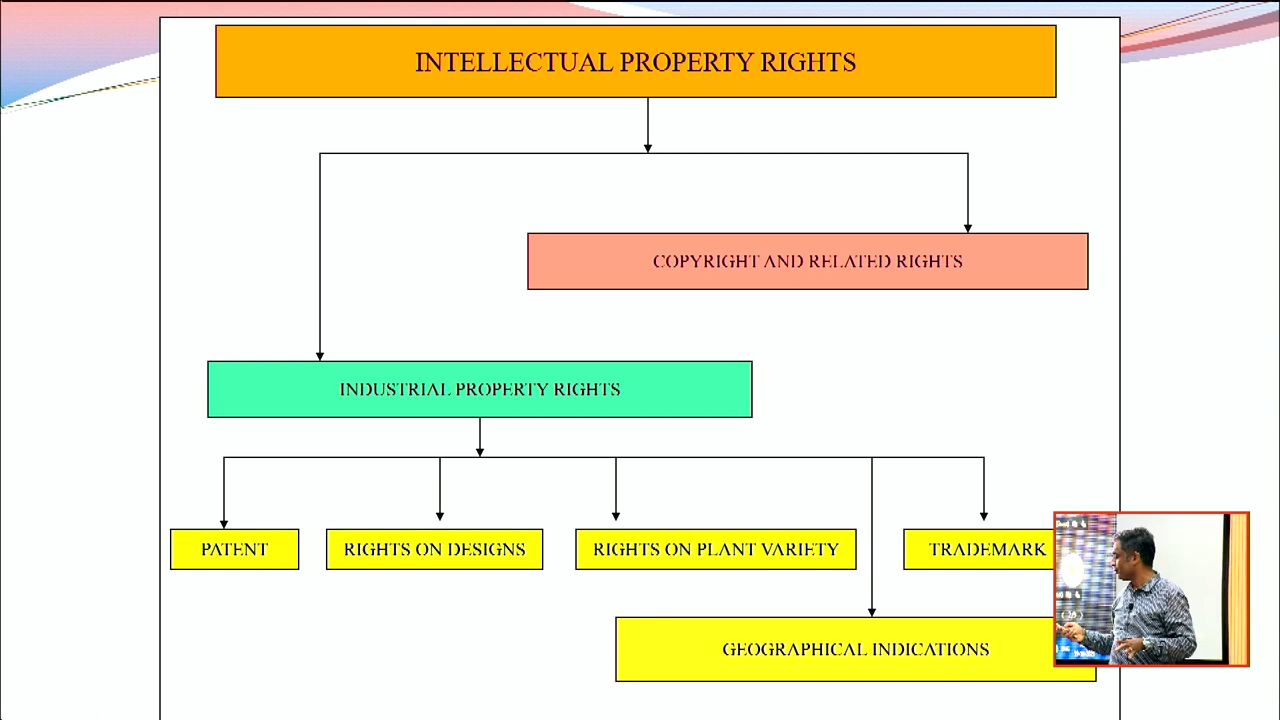 INTELLECTUAL PROPERTY RIGHTS
COPYRIGHT AND RELATED RIGHTS
INDUSTRIAL PROPERTY RIGHTS
PATENT
RIGHTS ON DESIGNS
RIGHTS ON PLANT VARIETY
TRADEMARK
GEOGRAPHICAL INDICATIONS